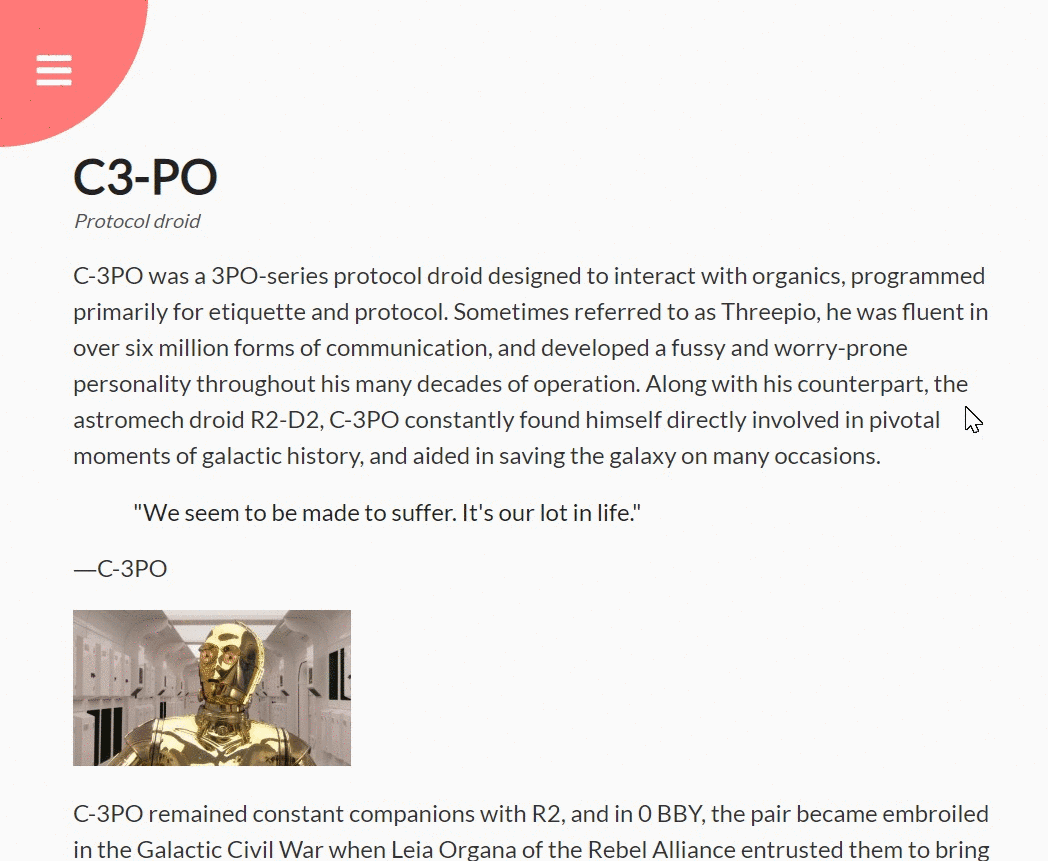 C3-PO
Protocol droid
C-3PO was a 3PO-series protocol droid designed to interact with organics, programmed
primarily for etiquette and protocol. Sometimes referred to as Threepio, he was fluent in
over six million forms of communication, and developed a fussy and worry-prone
personality throughout his many decades of operation. Along with his counterpart, the
astromech droid R2-D2, C-3PO constantly found himself directly involved in pivotal
moments of galactic history, and aided in saving the galaxy on many occasions.
"We seem to be made to suffer. It's our lot in life."
—C-3PO
C-3PO remained constant companions with R2, and in 0 BBY, the pair became embroiled
in the Galactic Civil War when Leia Organa of the Rebel Alliance entrusted them to bring